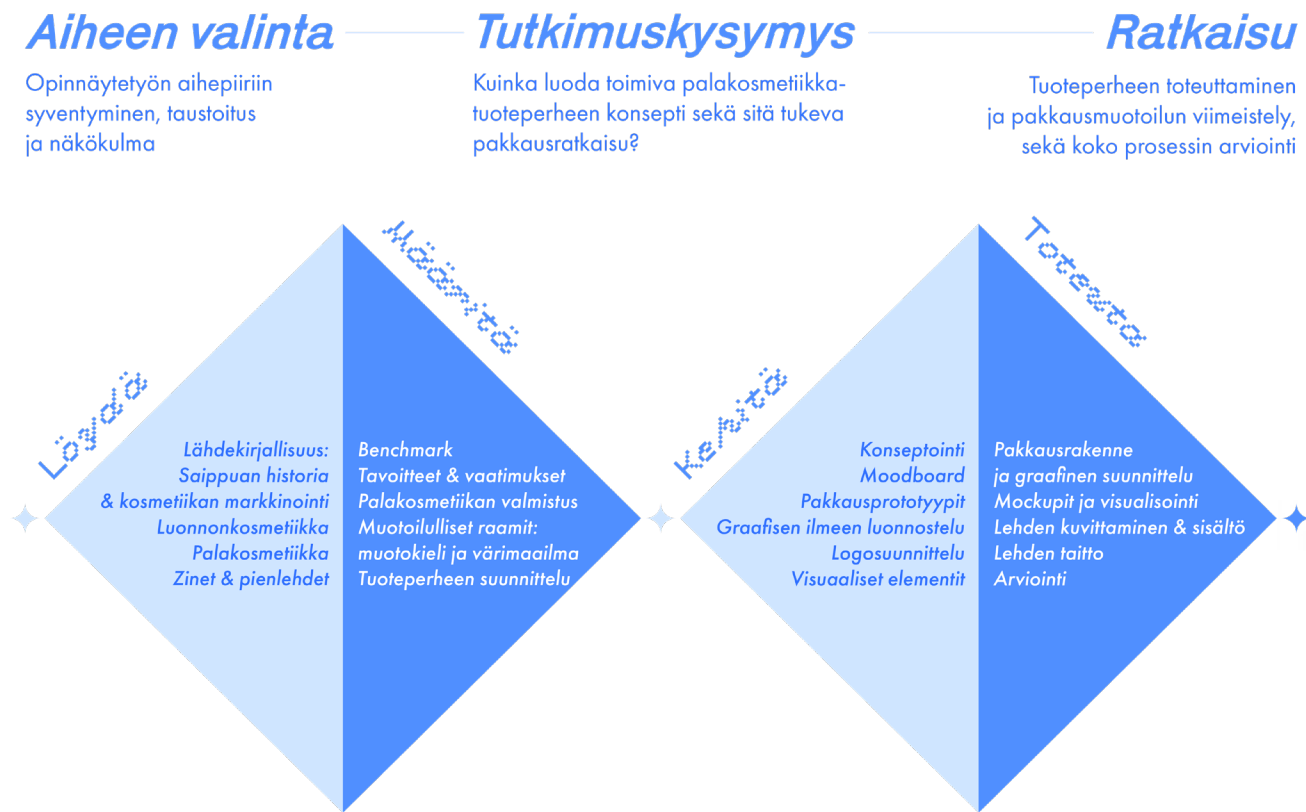 Aiheen valinta
Opinnäytetyön aihepiiriin
syventyminen, taustoitus
ja näkökulma
Tutkimuskysymys
Kuinka luoda toimiva palakosmetiikka-
tuoteperheen konsepti sekä sitä tukeva
pakkausratkaisu?
Ratkaisu
Tuoteperheen toteuttaminen
ja pakkausmuotoilun viimeistely,
sekä koko prosessin arviointi
Löydä
Lähdekirjallisuus:
Saippuan historia
& kosmetiikan markkinointi
Luonnonkosmetiikka
Palakosmetiikka
Zinet & pienlehdet
Määritä
Benchmark
Tavoitteet & vaatimukset
Palakosmetiikan valmistus
Muotoilulliset raamit:
muotokieli ja värimaailma
Tuoteperheen suunnittelu
Kehitä
Konseptointi
Moodboard
Pakkausprototyypit
Graafisen ilmeen luonnostelu
Logosuunnittelu
Visuaaliset elementit
Toteuta
Pakkausrakenne
ja graafinen suunnittelu
Mockupit ja visualisointi
Lehden kuvittaminen & sisältö
Lehden taitto
Arviointi